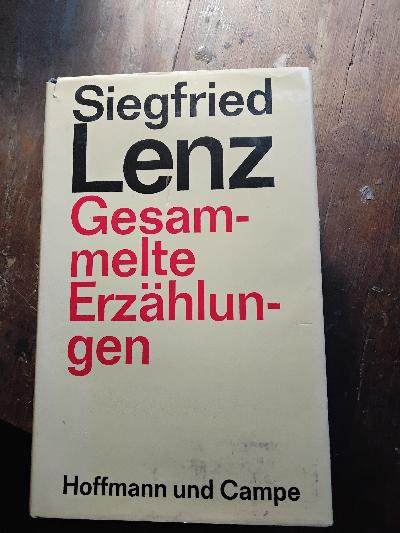 Siegfried
Lenz
Gesam-
melte
Erzählun-
gen
Hoffmann und Campe